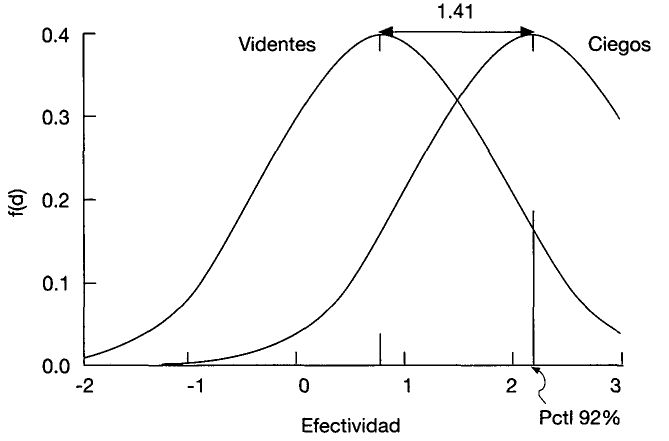 1.41
Videntes
Ciegos
0.4
0.3
0.2
0.1
0.0
f(d)
-2 -1 0 1 2 3
Efectividad
Pctl 92%